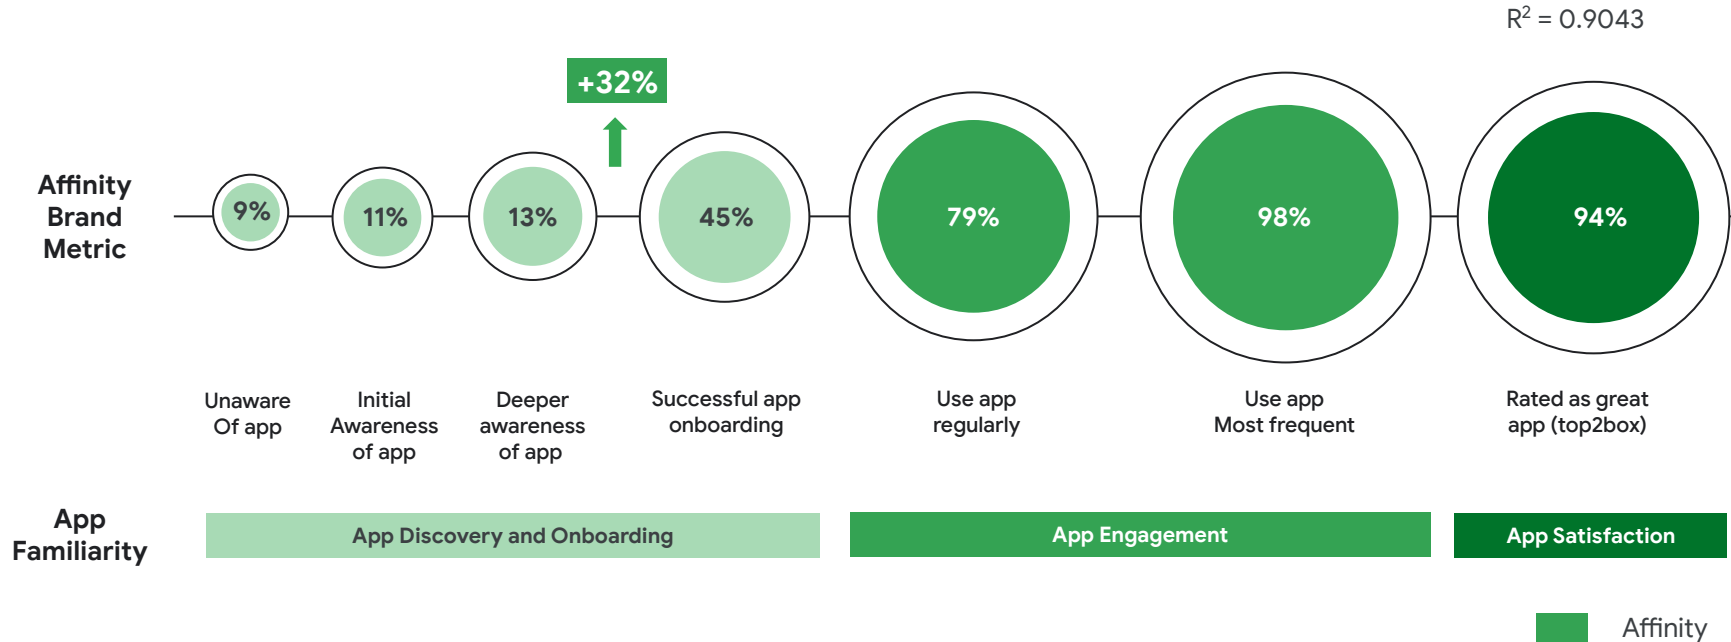 R² = 0.9043
+32%
Affinity
Brand
Metric
9%
11%
13%
45%
79%
98%
94%
Unaware
Of app
Initial
Awareness
of app
Deeper
awareness
of app
Successful app
onboarding
Use app
regularly
Use app
Most frequent
Rated as great
app (top2box)
App
Familiarity
App Discovery and Onboarding
App Engagement
App Satisfaction
Affinity